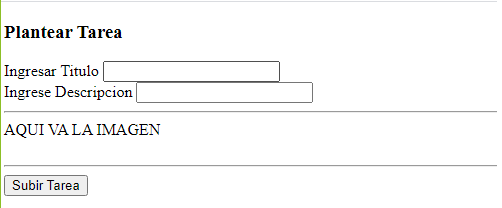 Plantear Tarea
Ingresar Titulo
Ingrese Descripcion
AQUI VA LA IMAGEN
Subir Tarea